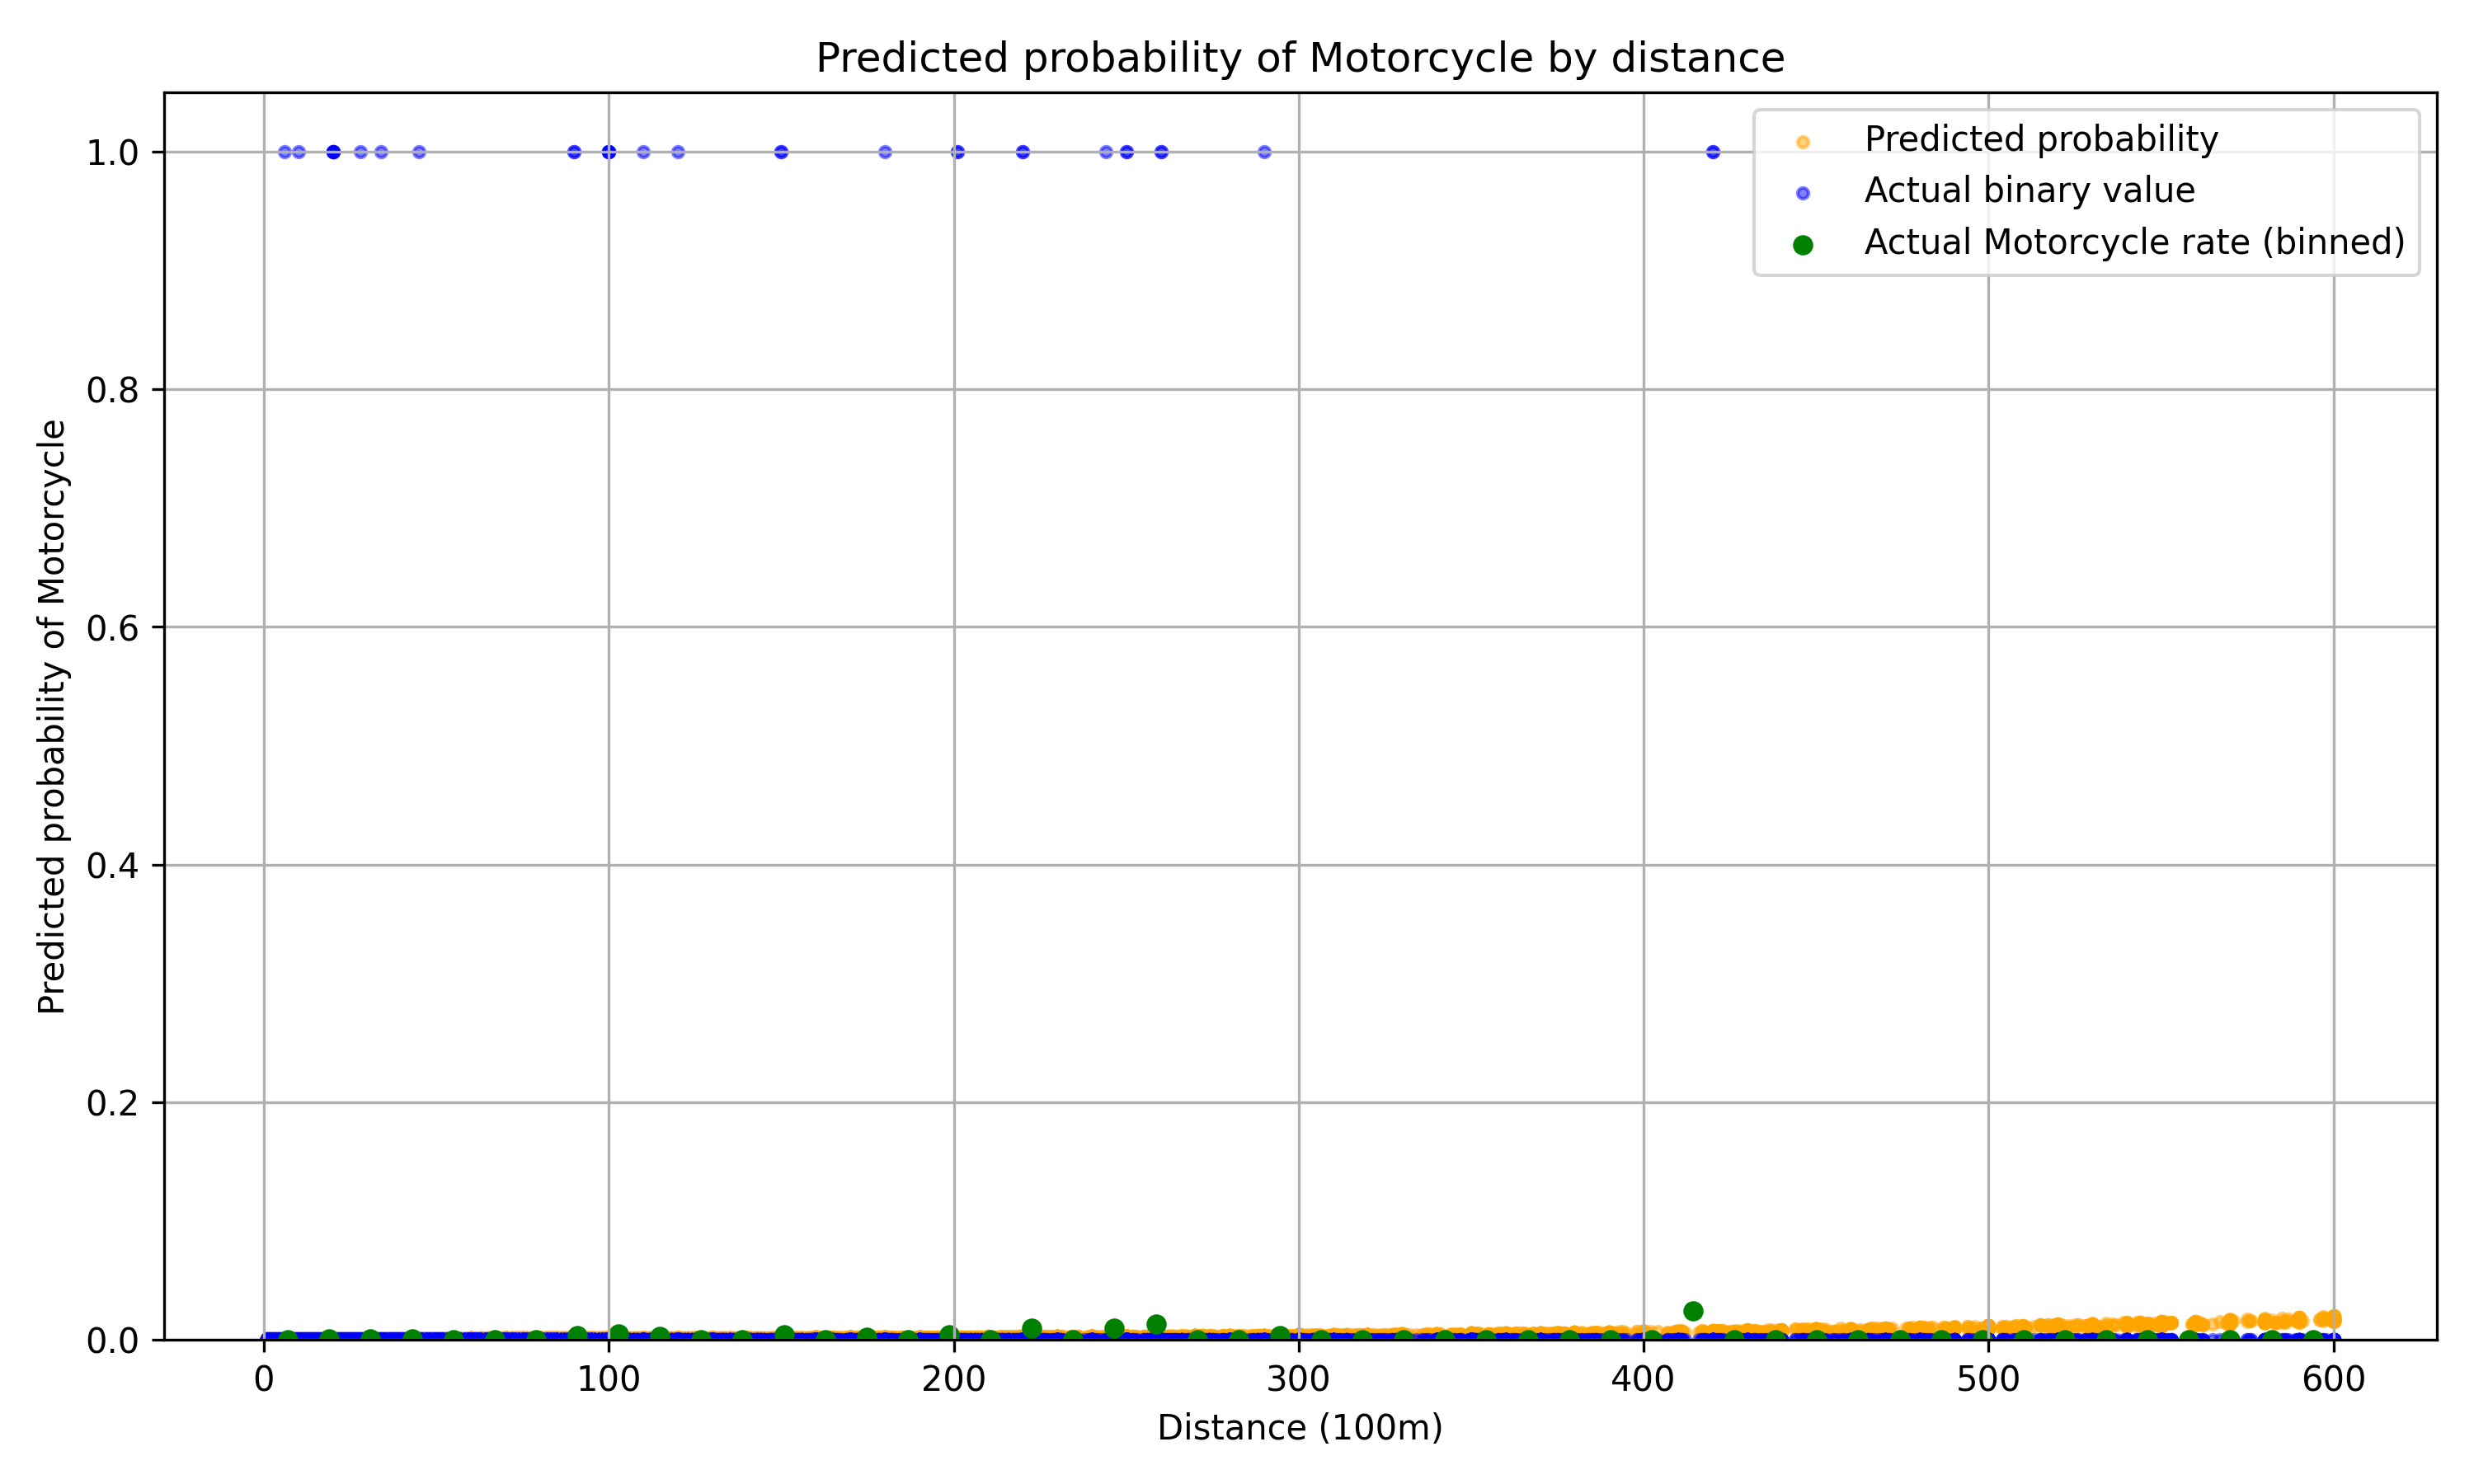 Predicted probability of Motorcycle by distance
Predicted probability
Actual binary value
Actual Motorcycle rate (binned)
Predicted probability of Motorcycle
1.0
0.8
0.6
0.4
0.2
0.0
0 100 200 300 400 500 600
Distance (100m)